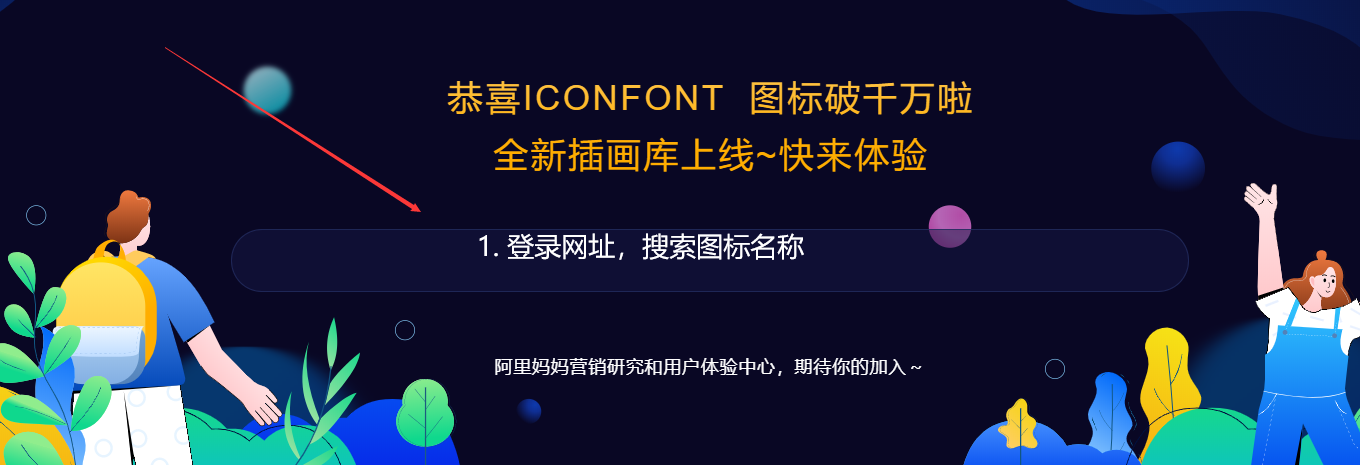 恭喜ICONFONT 图标破千万啦
全新插画库上线~快来体验
1. 登录网址，搜索图标名称
阿里妈妈营销研究和用户体验中心，期待你的加入～